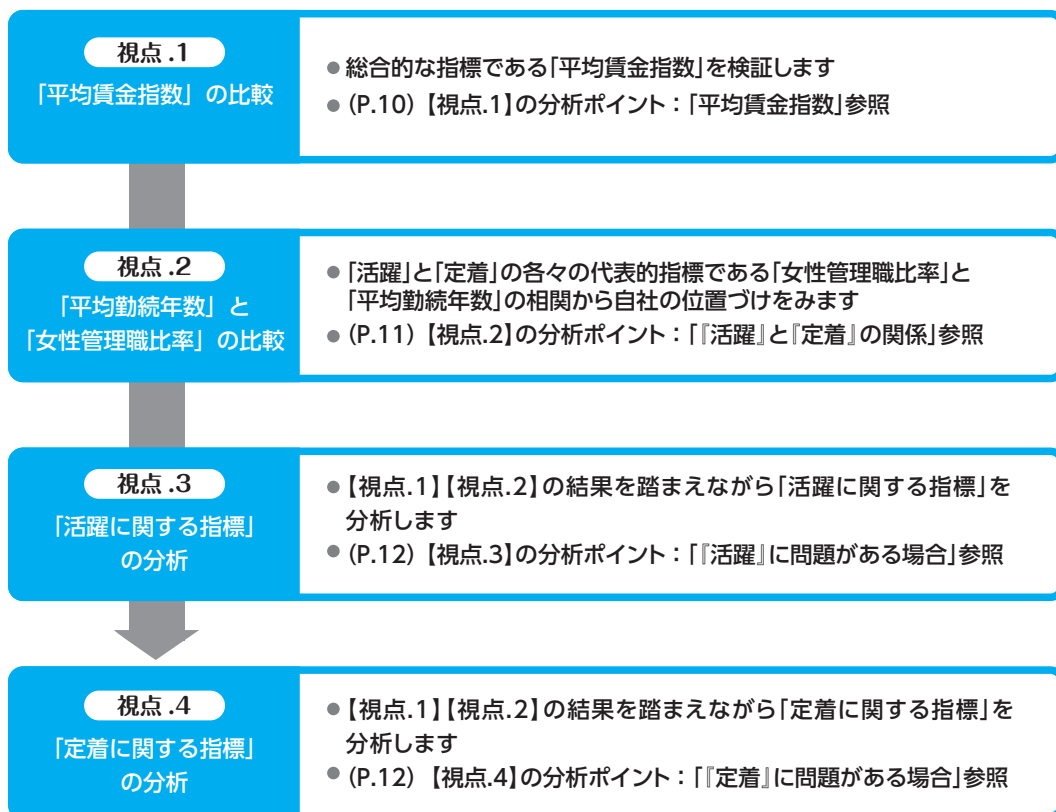 視点.1
「平均賃金指数」の比較
●総合的な指標である「平均賃金指数」を検証します
●(P.10)【視点.1】の分析ポイント:「平均賃金指数」参照
視点.2
「平均勤続年数」と
「女性管理職比率」の比較
●「活躍」と「定着」の各々の代表的指標である「女性管理職比率」と
「平均勤続年数」の相関から自社の位置づけをみます
●(P.11)【視点.2】の分析ポイント:「『活躍』と『定着』の関係」参照
視点.3
「活躍に関する指標」
の分析
●【視点.1】【視点.2】の結果を踏まえながら「活躍に関する指標」を
分析します
●(P.12)【視点.3】の分析ポイント:「『活躍』に問題がある場合」参照
視点.4
「定着に関する指標」
の分析
●【視点.1】【視点.2】の結果を踏まえながら「定着に関する指標」を
分析します
●(P.12)【視点.4】の分析ポイント:「『定着』に問題がある場合」参照